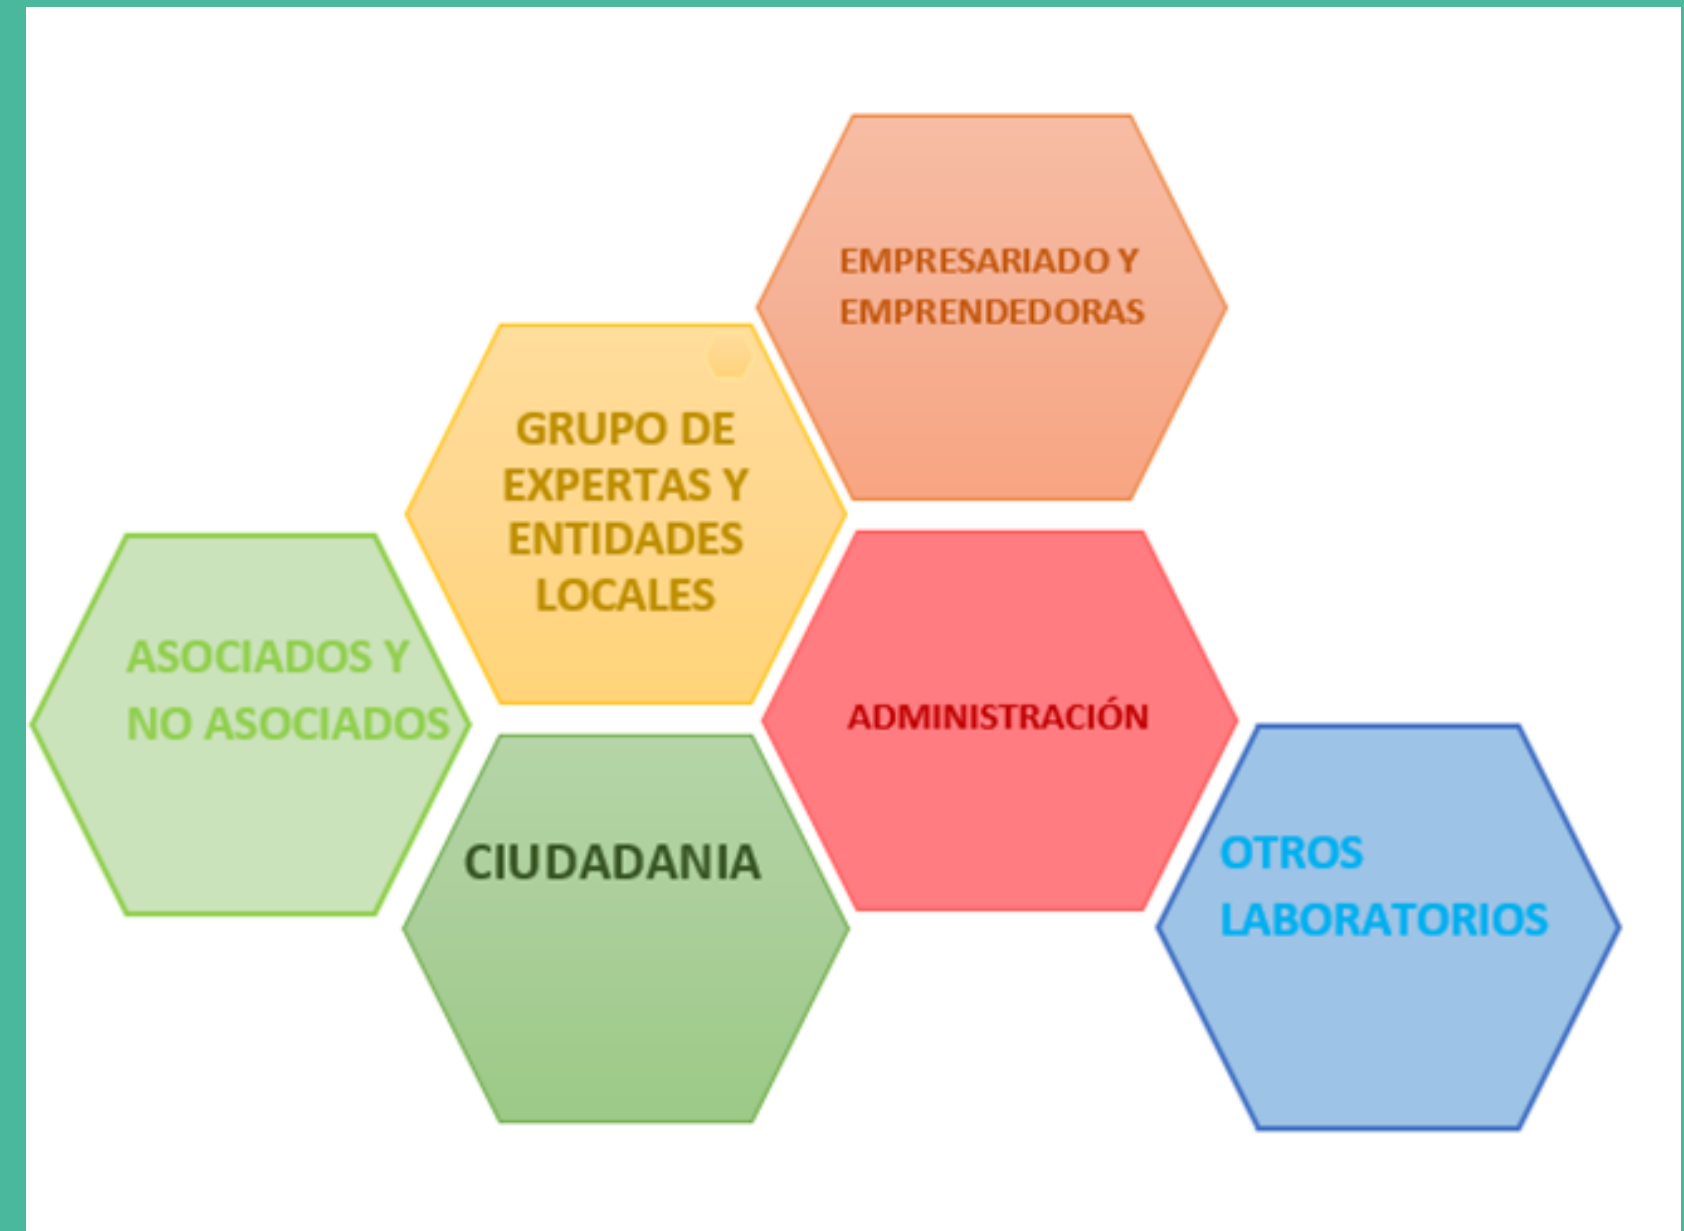 EMPRESARIADO Y
EMPRENDEDORAS
GRUPO DE
EXPERTAS Y
ENTIDADES
LOCALES
ASOCIADOS Y
NO ASOCIADOS
ADMINISTRACIÓN
CIUDADANIA
OTROS
LABORATORIOS